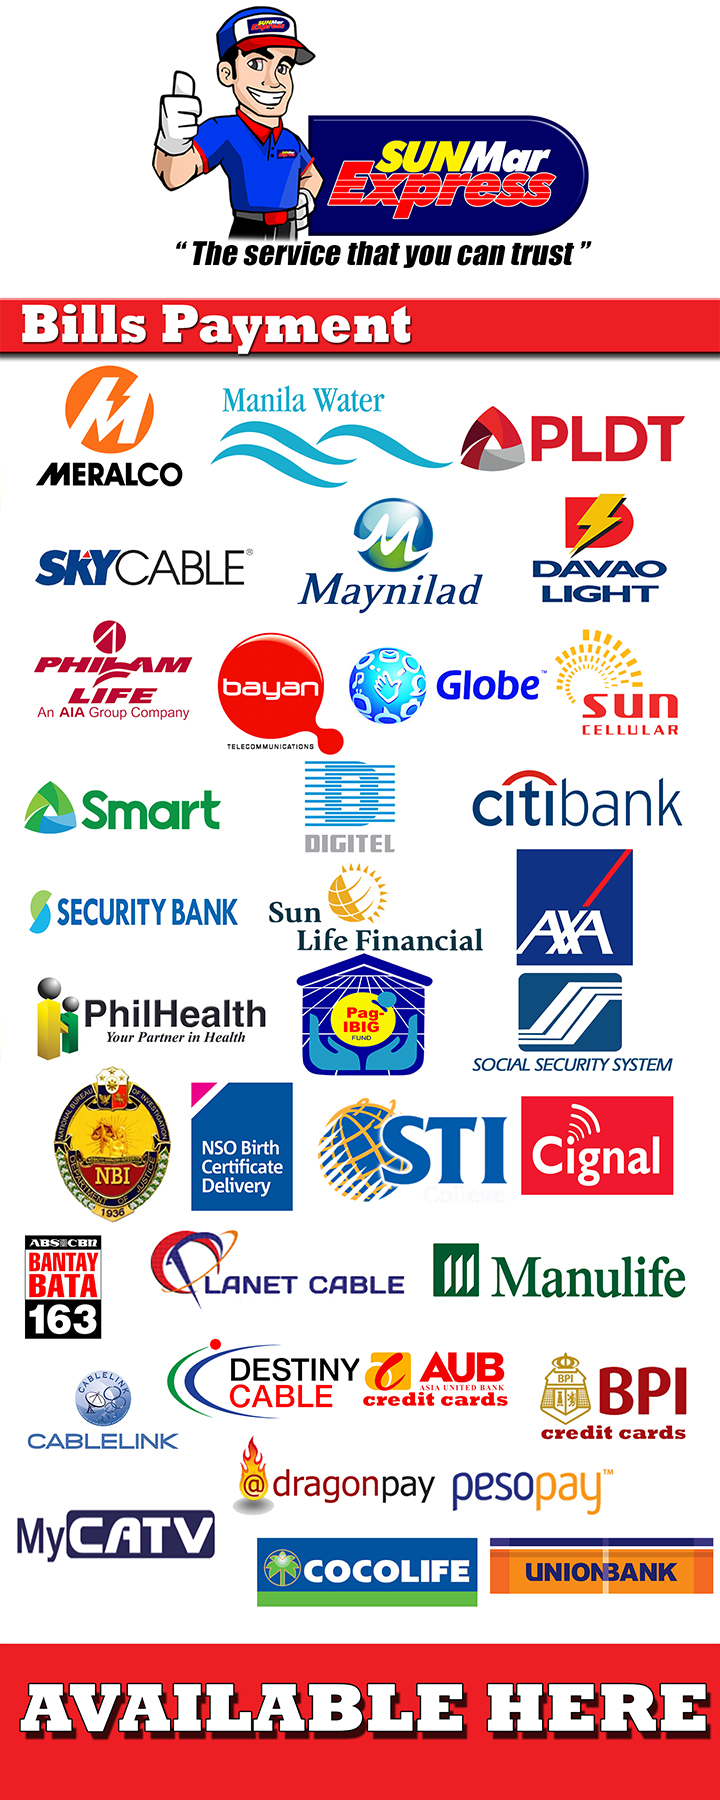 SUNMar
Express
SUNMar
Express
“ The service that you can trust ”
Bills Payment
MERALCO
Manila Water
PLDT
SKYCABLE®
Maynilad
DAVAO
LIGHT
PHILAM
LIFE
An AIA Group Company
bayan
TELECOMMUNICATIONS
Globe™
sun
CELLULAR
Smart
DIGITEL
citibank
SECURITY BANK
Sun
Life Financial
AXA
PhilHealth
Your Partner in Health
Pag-
IBIG
FUND
SOCIAL SECURITY SYSTEM
NATIONAL BUREAU OF INVESTIGATION
NBI
DEPARTMENT OF JUSTICE
1936
NSO Birth
Certificate
Delivery
STI
College
Cignal
ABS-CBN
BANTAY
BATA
163
PLANET CABLE
Manulife
CABLELINK
CABLELINK
DESTINY
CABLE
AUB
ASIA UNITED BANK
credit cards
BPI
BPI
credit cards
@dragonpay
pesopay™
MyCATV
COCOLIFE
UNIONBANK
AVAILABLE HERE